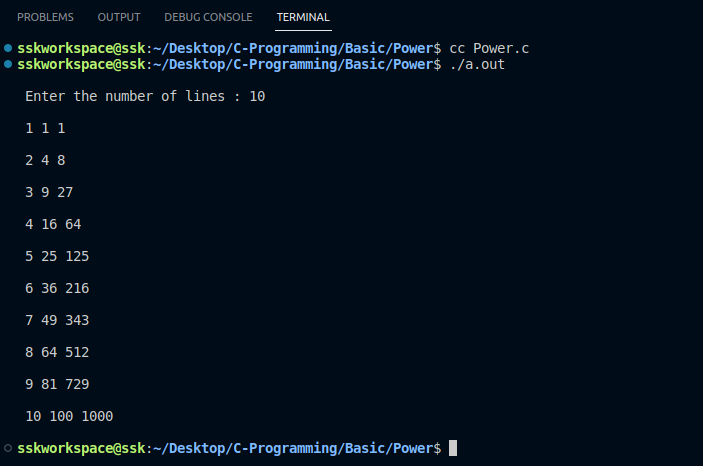 PROBLEMS OUTPUT DEBUG CONSOLE TERMINAL
sskworkspace@ssk:~/Desktop/C-Programming/Basic/Power$ cc Power.c
sskworkspace@ssk:~/Desktop/C-Programming/Basic/Power$ ./a.out
Enter the number of lines : 10
1 1 1
2 4 8
3 9 27
4 16 64
5 25 125
6 36 216
7 49 343
8 64 512
9 81 729
10 100 1000
sskworkspace@ssk:~/Desktop/C-Programming/Basic/Power$